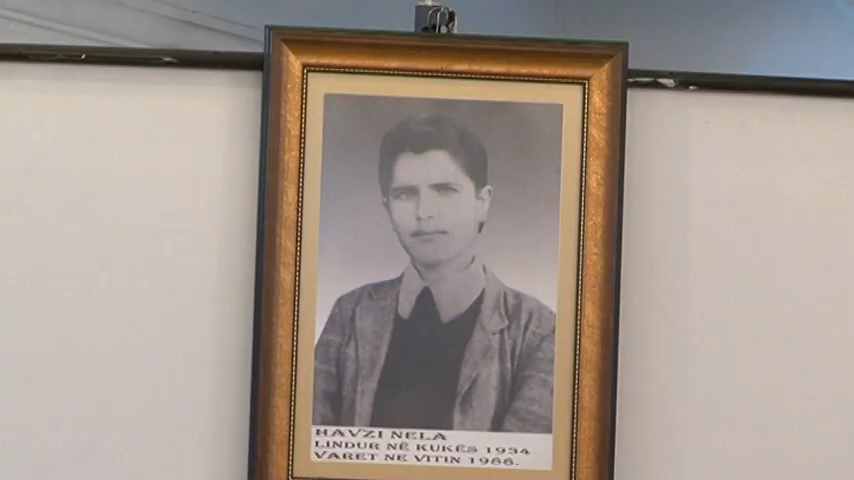 HAVZI NELA
LINDUR NË KUKËS 1934
VARET NE VITIN 1988.